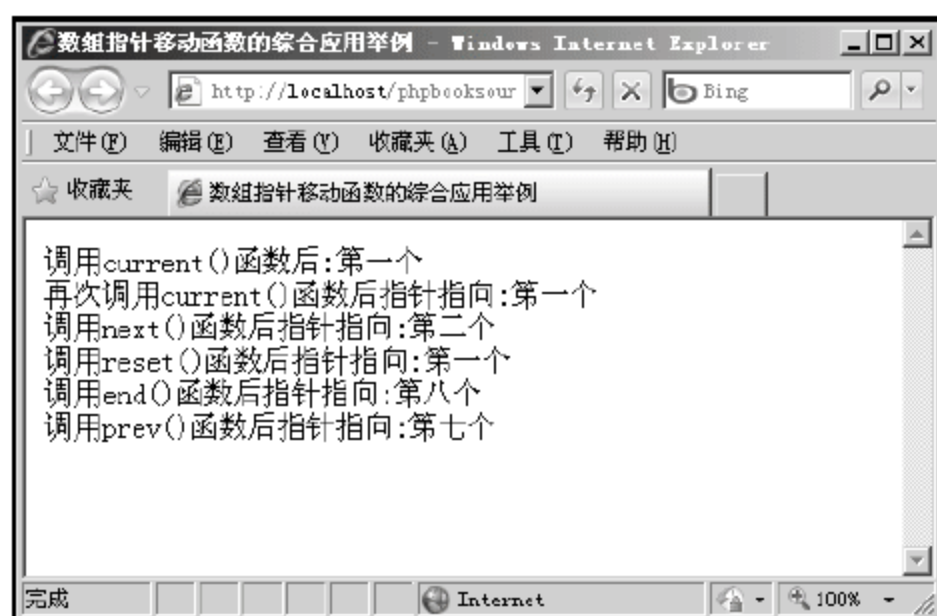 数组指针移动函数的综合应用举例 - Windows Internet Explorer
http://localhost/phpbooksour
Bing
文件(F) 编辑(E) 查看(V) 收藏夹(A) 工具(T) 帮助(H)
收藏夹 数组指针移动函数的综合应用举例
调用current()函数后:第一个
再次调用current()函数后指针指向:第一个
调用next()函数后指针指向:第二个
调用reset()函数后指针指向:第一个
调用end()函数后指针指向:第八个
调用prev()函数后指针指向:第七个
完成 Internet 100%